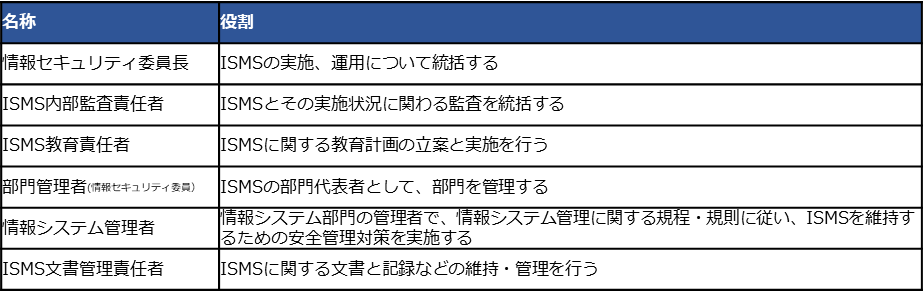 名称 役割
情報セキュリティ委員長 ISMSの実施、運用について統括する
ISMS内部監査責任者 ISMSとその実施状況に関わる監査を統括する
ISMS教育責任者 ISMSに関する教育計画の立案と実施を行う
部門管理者(情報セキュリティ委員) ISMSの部門代表者として、部門を管理する
情報システム管理者 情報システム部門の管理者で、情報システム管理に関する規程・規則に従い、ISMSを維持す
るための安全管理対策を実施する
ISMS文書管理責任者 ISMSに関する文書と記録などの維持・管理を行う